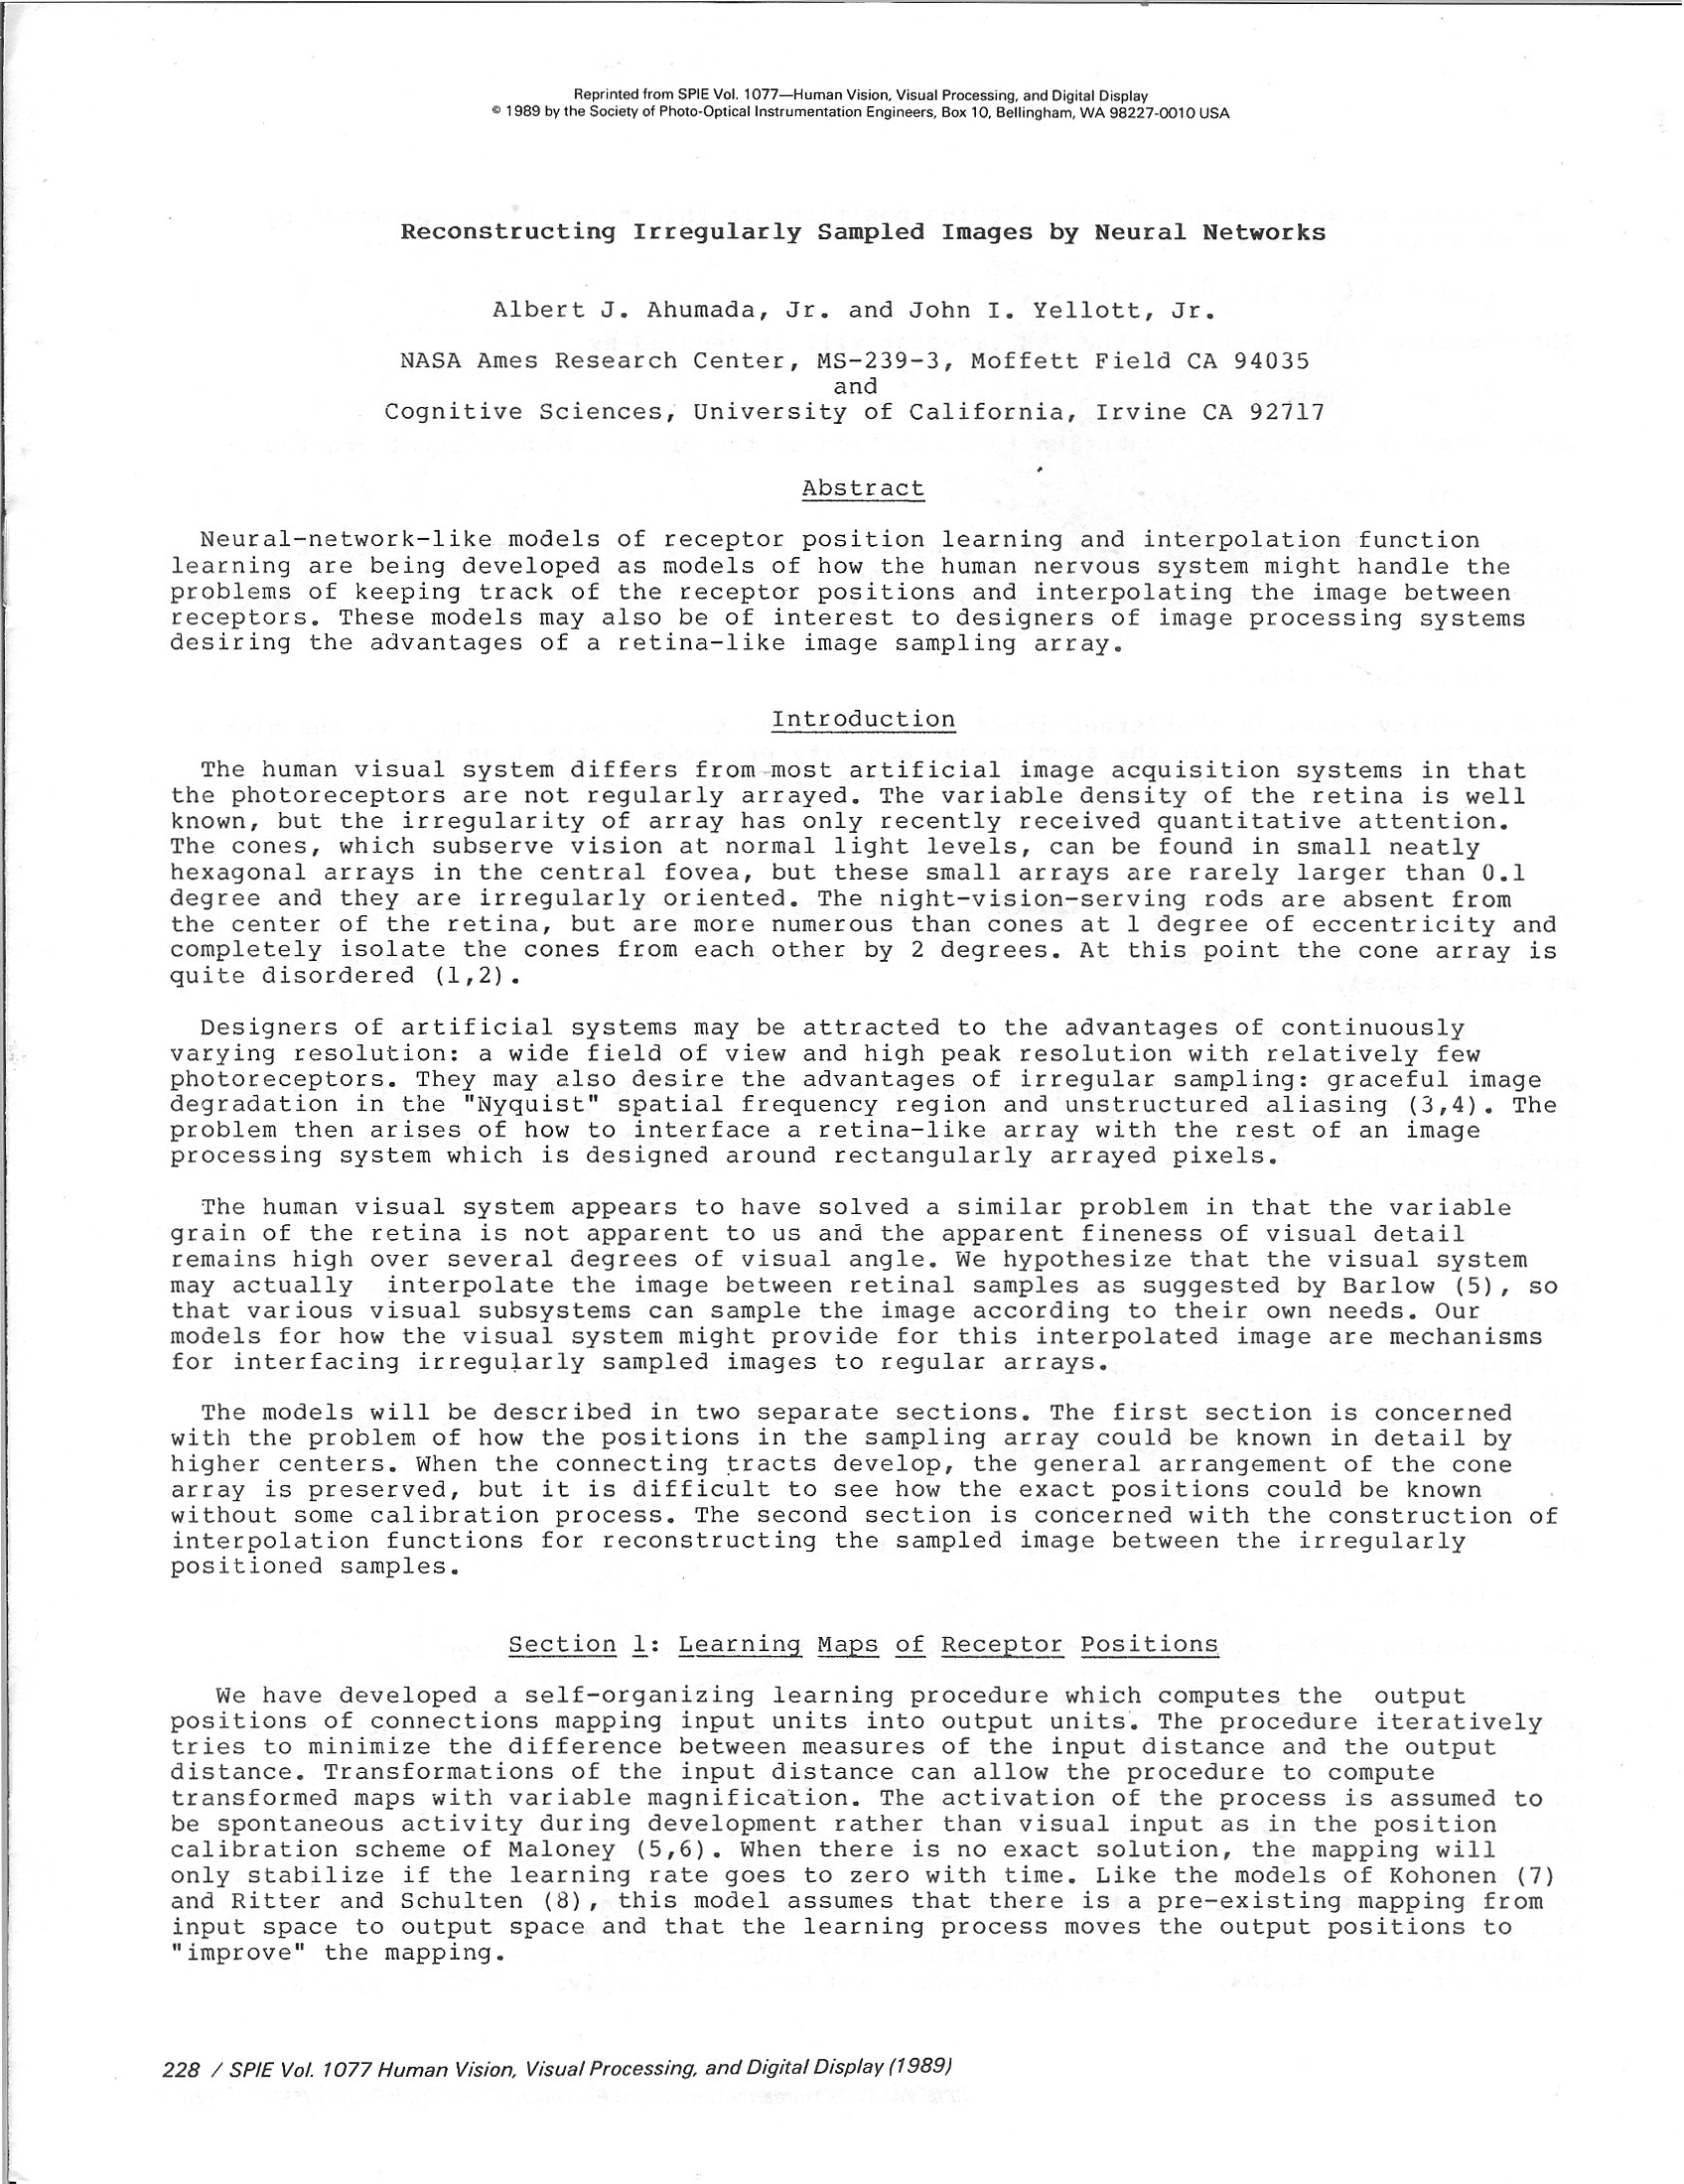 Reprinted from SPIE Vol. 1077—Human Vision, Visual Processing, and Digital Display
© 1989 by the Society of Photo-Optical Instrumentation Engineers, Box 10, Bellingham, WA 98227-0010 USA
Reconstructing Irregularly Sampled Images by Neural Networks
Albert J. Ahumada, Jr. and John I. Yellott, Jr.
NASA Ames Research Center, MS-239-3, Moffett Field CA 94035
and
Cognitive Sciences, University of California, Irvine CA 92717
Abstract
Neural-network-like models of receptor position learning and interpolation function
learning are being developed as models of how the human nervous system might handle the
problems of keeping track of the receptor positions and interpolating the image between
receptors. These models may also be of interest to designers of image processing systems
desiring the advantages of a retina-like image sampling array.
Introduction
The human visual system differs from most artificial image acquisition systems in that
the photoreceptors are not regularly arrayed. The variable density of the retina is well
known, but the irregularity of array has only recently received quantitative attention.
The cones, which subserve vision at normal light levels, can be found in small neatly
hexagonal arrays in the central fovea, but these small arrays are rarely larger than 0.1
degree and they are irregularly oriented. The night-vision-serving rods are absent from
the center of the retina, but are more numerous than cones at 1 degree of eccentricity and
completely isolate the cones from each other by 2 degrees. At this point the cone array is
quite disordered (1,2).
Designers of artificial systems may be attracted to the advantages of continuously
varying resolution: a wide field of view and high peak resolution with relatively few
photoreceptors. They may also desire the advantages of irregular sampling: graceful image
degradation in the "Nyquist" spatial frequency region and unstructured aliasing (3,4). The
problem then arises of how to interface a retina-like array with the rest of an image
processing system which is designed around rectangularly arrayed pixels.
The human visual system appears to have solved a similar problem in that the variable
grain of the retina is not apparent to us and the apparent fineness of visual detail
remains high over several degrees of visual angle. We hypothesize that the visual system
may actually interpolate the image between retinal samples as suggested by Barlow (5), so
that various visual subsystems can sample the image according to their own needs. Our
models for how the visual system might provide for this interpolated image are mechanisms
for interfacing irregularly sampled images to regular arrays.
The models will be described in two separate sections. The first section is concerned
with the problem of how the positions in the sampling array could be known in detail by
higher centers. When the connecting tracts develop, the general arrangement of the cone
array is preserved, but it is difficult to see how the exact positions could be known
without some calibration process. The second section is concerned with the construction of
interpolation functions for reconstructing the sampled image between the irregularly
positioned samples.
Section 1: Learning Maps of Receptor Positions
We have developed a self-organizing learning procedure which computes the output
positions of connections mapping input units into output units. The procedure iteratively
tries to minimize the difference between measures of the input distance and the output
distance. Transformations of the input distance can allow the procedure to compute
transformed maps with variable magnification. The activation of the process is assumed to
be spontaneous activity during development rather than visual input as in the position
calibration scheme of Maloney (5,6). When there is no exact solution, the mapping will
only stabilize if the learning rate goes to zero with time. Like the models of Kohonen (7)
and Ritter and Schulten (8), this model assumes that there is a pre-existing mapping from
input space to output space and that the learning process moves the output positions to
"improve" the mapping.
228 / SPIE Vol. 1077 Human Vision, Visual Processing, and Digital Display (1989)